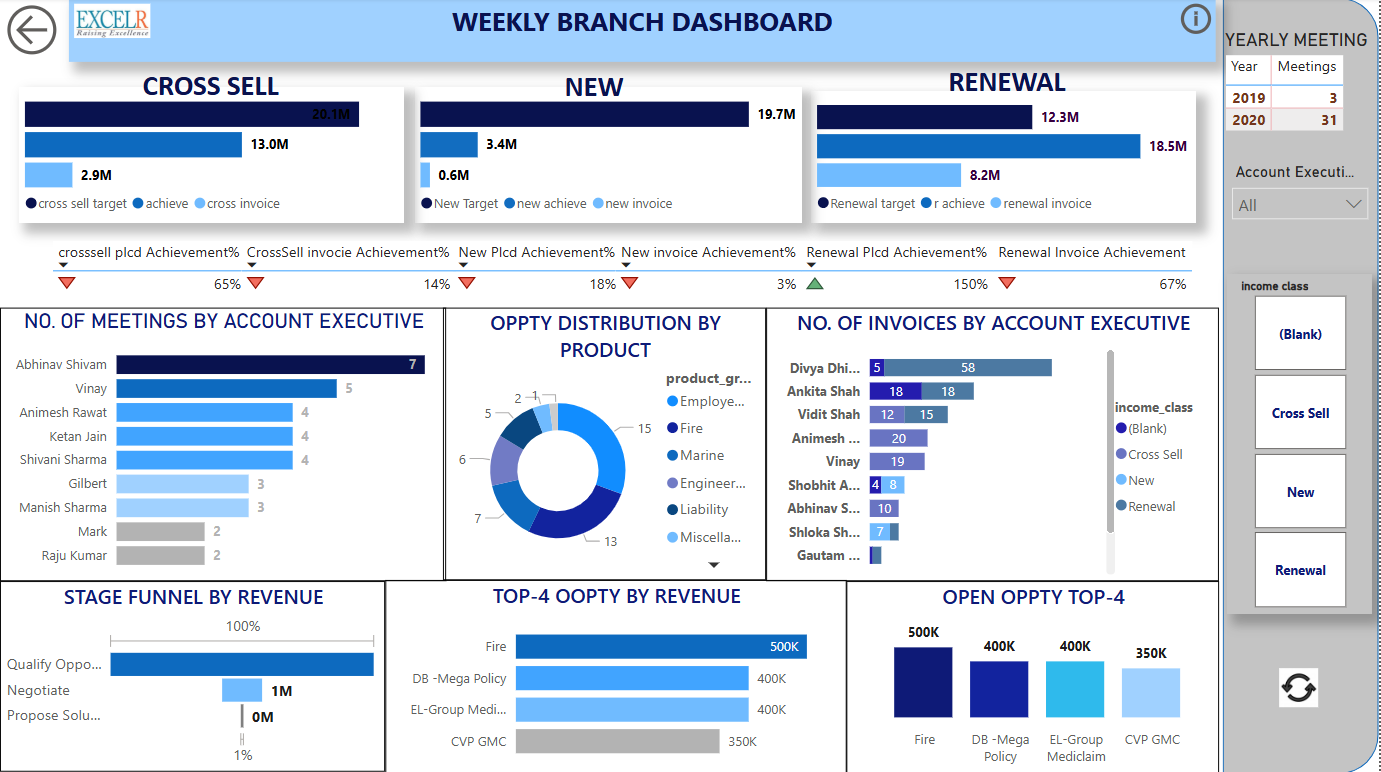 EXCELR
Raising Excellence
WEEKLY BRANCH DASHBOARD
i
CROSS SELL
20.1M
13.0M
2.9M
cross sell target achieve cross invoice
NEW
19.7M
3.4M
0.6M
New Target new achieve new invoice
RENEWAL
12.3M
18.5M
8.2M
Renewal target r achieve renewal invoice
crosssell plcd Achievement% CrossSell invocie Achievement% New Plcd Achievement% New invoice Achievement% Renewal Plcd Achievement% Renewal Invoice Achievement
65% 14% 18% 3% 150% 67%
NO. OF MEETINGS BY ACCOUNT EXECUTIVE
Abhinav Shivam 7
Vinay 5
Animesh Rawat 4
Ketan Jain 4
Shivani Sharma 4
Gilbert 3
Manish Sharma 3
Mark 2
Raju Kumar 2
OPPTY DISTRIBUTION BY
PRODUCT
15
13
7
6
5
2
1
product_gr...
Employe...
Fire
Marine
Engineer...
Liability
Miscella...
NO. OF INVOICES BY ACCOUNT EXECUTIVE
Divya Dhi... 5 58
Ankita Shah 18 18
Vidit Shah 12 15
Animesh ... 20
Vinay 19
Shobhit A... 4 8
Abhinav S... 10
Shloka Sh... 7
Gautam ...
income_class
(Blank)
Cross Sell
New
Renewal
STAGE FUNNEL BY REVENUE
100%
Qualify Oppo...
Negotiate 1M
Propose Solu... 0M
1%
TOP-4 OOPTY BY REVENUE
Fire 500K
DB -Mega Policy 400K
EL-Group Medi... 400K
CVP GMC 350K
OPEN OPPTY TOP-4
500K
400K
400K
350K
Fire
DB -Mega
Policy
EL-Group
Mediclaim
CVP GMC
YEARLY MEETING
Year Meetings
2019 3
2020 31
Account Executi...
All
income class
(Blank)
Cross Sell
New
Renewal